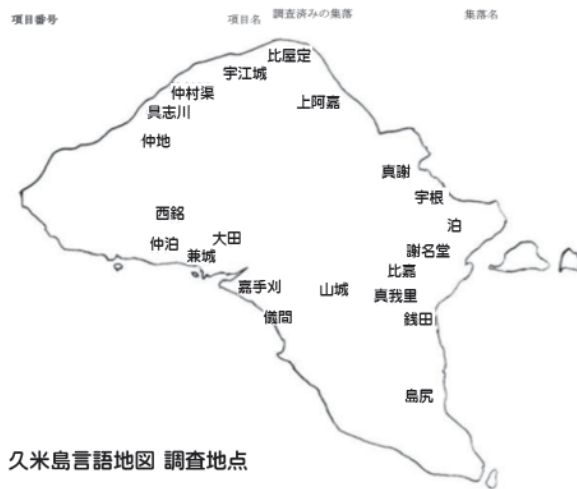 項目番号 項目名 調査済みの集落 集落名
比屋定
宇江城
仲村渠
上阿嘉
具志川
仲地
真謝
宇根
西銘
泊
大田
仲泊
謝名堂
兼城
比嘉
嘉手刈
山城
真我里
儀間
銭田
島尻
久米島言語地図 調査地点